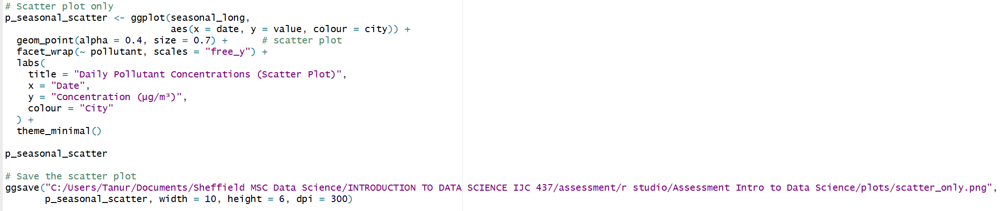 # Scatter plot only
p_seasonal_scatter <- ggplot(seasonal_long,
                             aes(x = date, y = value, colour = city)) +
  geom_point(alpha = 0.4, size = 0.7) +      # scatter plot
  facet_wrap(~ pollutant, scales = "free_y") +
  labs(
    title = "Daily Pollutant Concentrations (Scatter Plot)",
    x = "Date",
    y = "Concentration (µg/m³)",
    colour = "City"
  ) +
  theme_minimal()

p_seasonal_scatter

# Save the scatter plot
ggsave("C:/Users/Tanur/Documents/Sheffield MSC Data Science/INTRODUCTION TO DATA SCIENCE IJC 437/assessment/r studio/Assessment Intro to Data Science/plots/scatter_only.png",
       p_seasonal_scatter, width = 10, height = 6, dpi = 300)